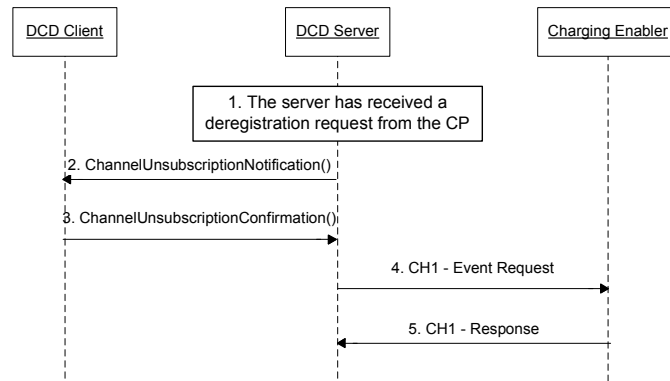 DCD Client
DCD Server
Charging Enabler
1. The server has received a
deregistration request from the CP
2. ChannelUnsubscriptionNotification()
3. ChannelUnsubscriptionConfirmation()
4. CH1 - Event Request
5. CH1 - Response